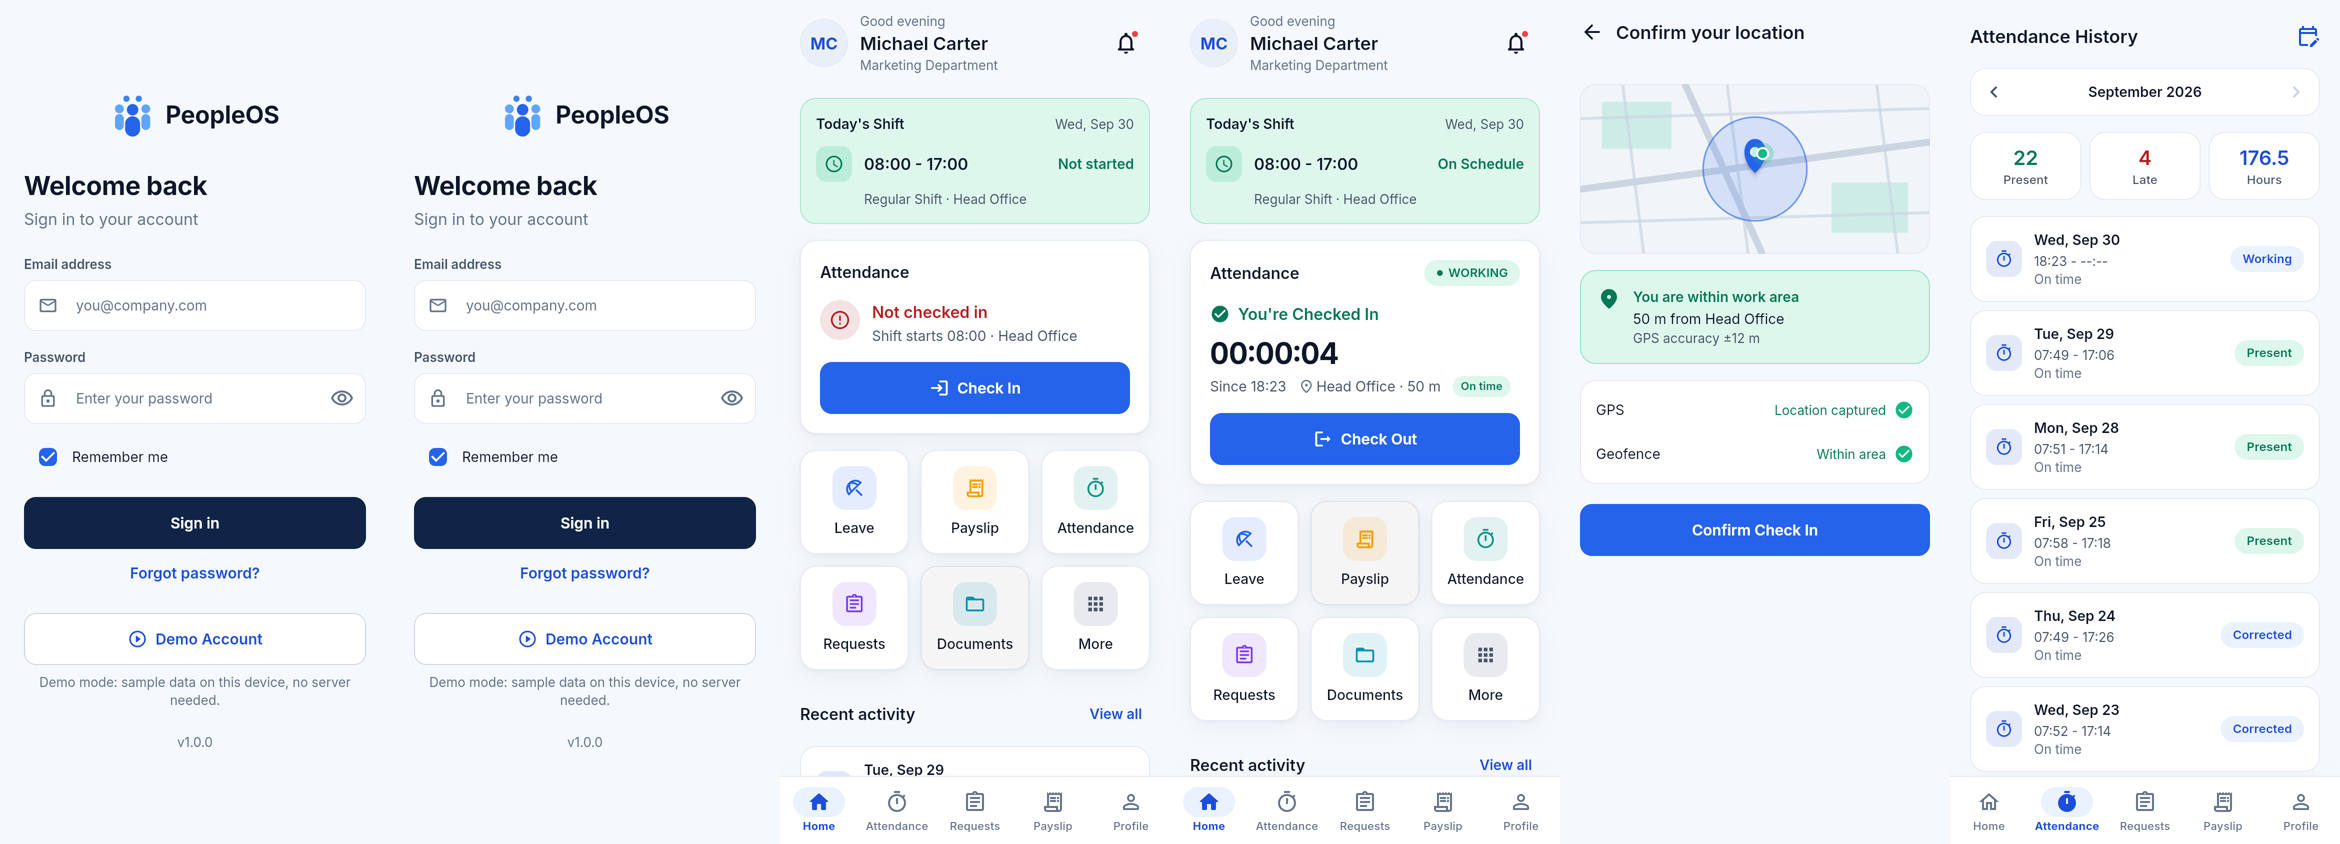 PeopleOS
Welcome back
Sign in to your account
Email address
you@company.com
Password
Enter your password
Remember me
Sign in
Forgot password?
Demo Account
Demo mode: sample data on this device, no server
needed.
v1.0.0
PeopleOS
Welcome back
Sign in to your account
Email address
you@company.com
Password
Enter your password
Remember me
Sign in
Forgot password?
Demo Account
Demo mode: sample data on this device, no server
needed.
v1.0.0
MC
Good evening
Michael Carter
Marketing Department
Today's Shift
Wed, Sep 30
08:00 - 17:00
Not started
Regular Shift · Head Office
Attendance
Not checked in
Shift starts 08:00 · Head Office
Check In
Leave
Payslip
Attendance
Requests
Documents
More
Recent activity
View all
Tue, Sep 29
Home
Attendance
Requests
Payslip
Profile
MC
Good evening
Michael Carter
Marketing Department
Today's Shift
Wed, Sep 30
08:00 - 17:00
On Schedule
Regular Shift · Head Office
Attendance
WORKING
You're Checked In
00:00:04
Since 18:23
Head Office · 50 m
On time
Check Out
Leave
Payslip
Attendance
Requests
Documents
More
Recent activity
View all
Home
Attendance
Requests
Payslip
Profile
Confirm your location
You are within work area
50 m from Head Office
GPS accuracy ±12 m
GPS
Location captured
Geofence
Within area
Confirm Check In
Attendance History
September 2026
22
Present
4
Late
176.5
Hours
Wed, Sep 30
18:23 - --:--
On time
Working
Tue, Sep 29
07:49 - 17:06
On time
Present
Mon, Sep 28
07:51 - 17:14
On time
Present
Fri, Sep 25
07:58 - 17:18
On time
Present
Thu, Sep 24
07:49 - 17:26
On time
Corrected
Wed, Sep 23
07:52 - 17:14
On time
Corrected
Home
Attendance
Requests
Payslip
Profile